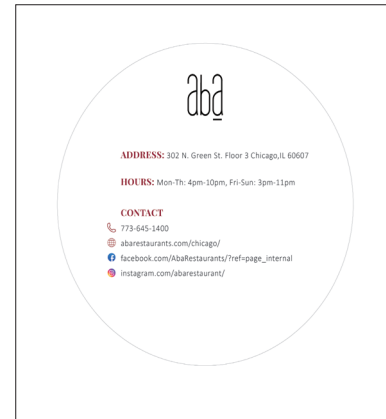 aba
ADDRESS: 302 N. Green St. Floor 3 Chicago,IL 60607
HOURS: Mon-Th: 4pm-10pm, Fri-Sun: 3pm-11pm
CONTACT
773-645-1400
abarestaurants.com/chicago/
facebook.com/AbaRestaurants/?ref=page_internal
instagram.com/abarestaurant/